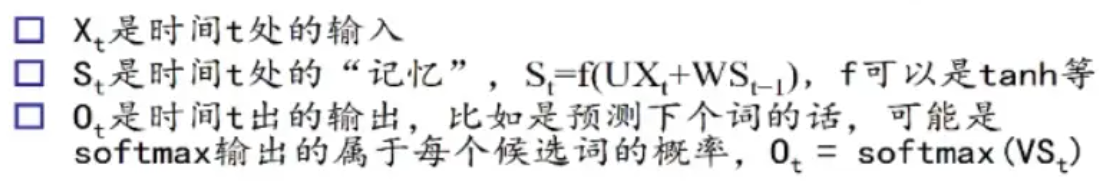 □ Xt是时间t处的输入
□ St是时间t处的“记忆”，St=f(UXt+WSt−1)，f可以是tanh等
□ Ot是时间t出的输出，比如是预测下个词的话，可能是
softmax输出的属于每个候选词的概率，Ot = softmax(VSt)